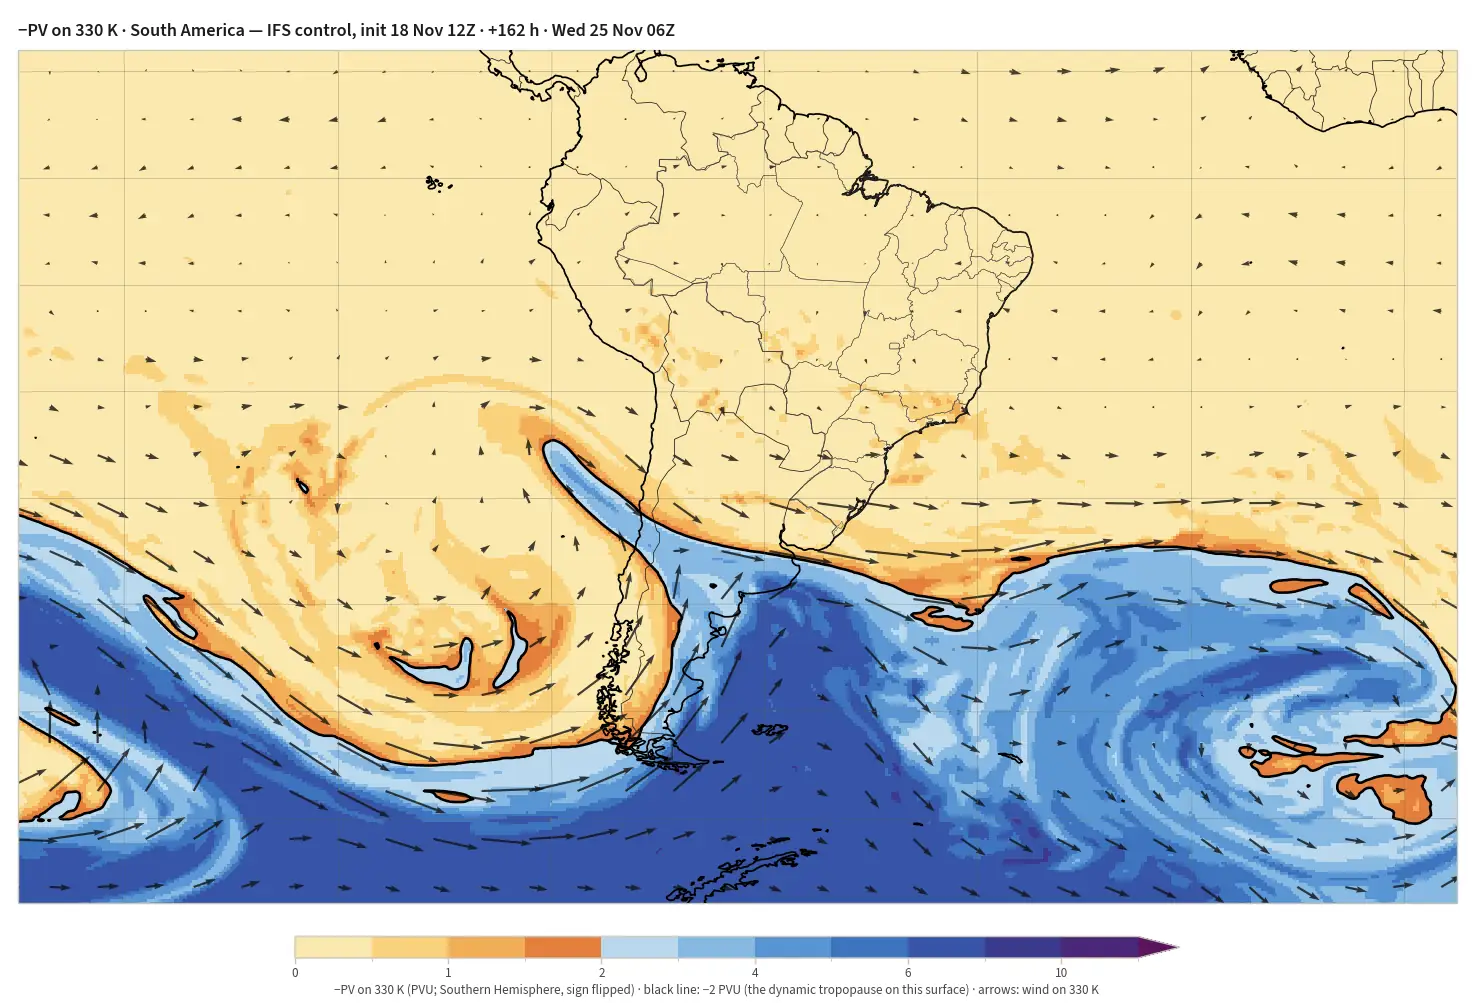 −PV on 330 K · South America — IFS control, init 18 Nov 12Z · +162 h · Wed 25 Nov 06Z
0 1 2 4 6 10
−PV on 330 K (PVU; Southern Hemisphere, sign flipped) · black line: −2 PVU (the dynamic tropopause on this surface) · arrows: wind on 330 K